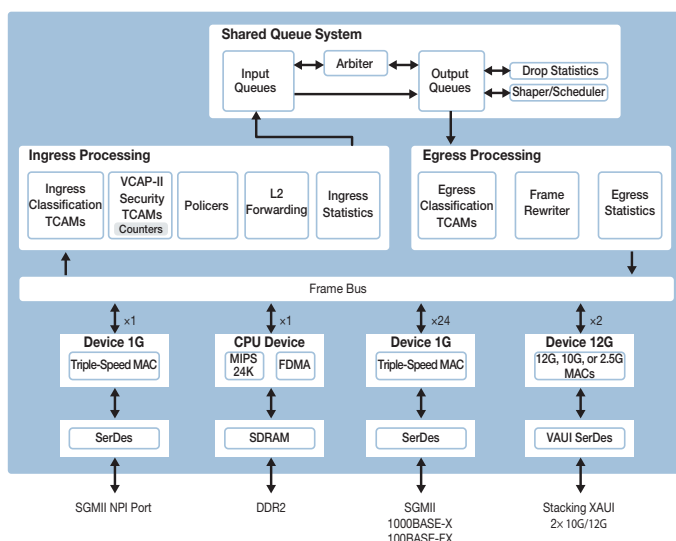 Shared Queue System
Input
Queues
Arbiter
Output
Queues
Drop Statistics
Shaper/Scheduler
Ingress Processing
Ingress
Classification
TCAMs
VCAP-II
Security
TCAMs
Counters
Policers
L2
Forwarding
Ingress
Statistics
Egress Processing
Egress
Classification
TCAMs
Frame
Rewriter
Egress
Statistics
Frame Bus
×1
×1
×24
×2
Device 1G
Triple-Speed MAC
SerDes
SGMII NPI Port
CPU Device
MIPS
24K
FDMA
SDRAM
DDR2
Device 1G
Triple-Speed MAC
SerDes
SGMII
1000BASE-X
100BASE-FX
Device 12G
12G, 10G, or 2.5G
MACs
VAUI SerDes
Stacking XAUI
2× 10G/12G